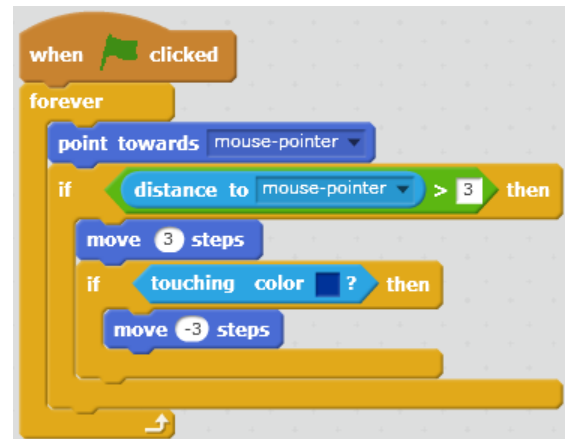 when clicked
forever
point towards mouse-pointer
if distance to mouse-pointer > 3 then
move 3 steps
if touching color ? then
move -3 steps